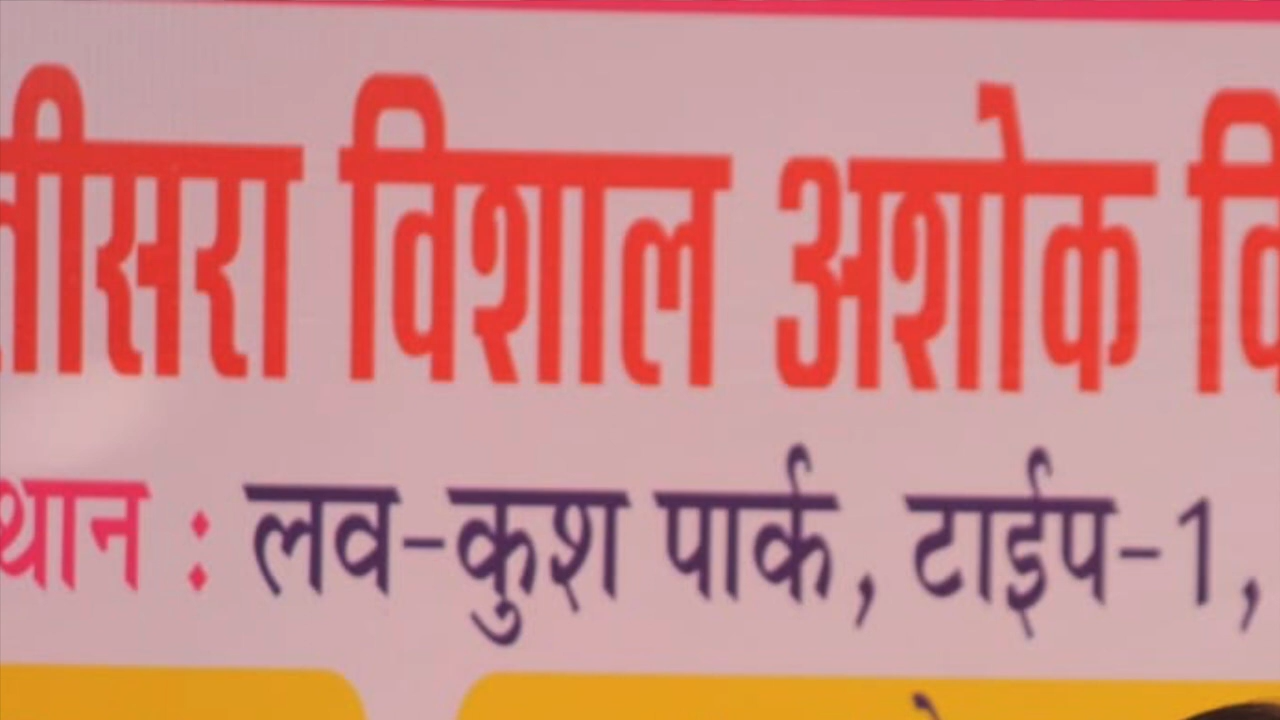 तीसरा विशाल अशोक वि
स्थान : लव-कुश पार्क, टाईप-1,